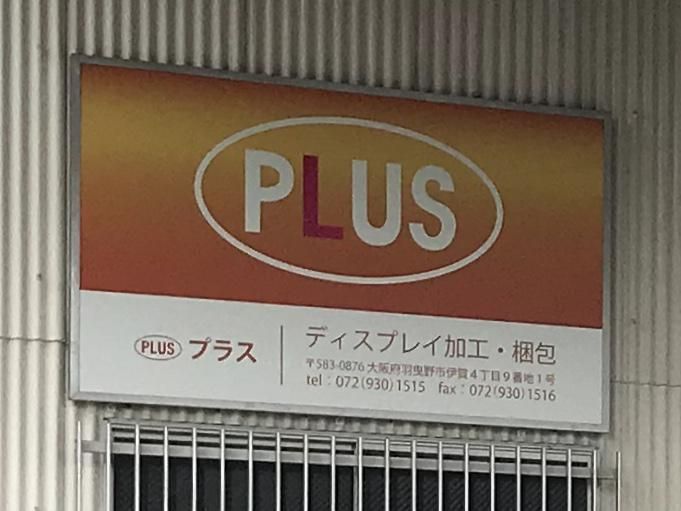 PLUS
PLUS プラス
ディスプレイ加工・梱包
〒583-0876 大阪府羽曳野市伊賀4丁目9番地1号
tel：072(930)1515 fax：072(930)1516